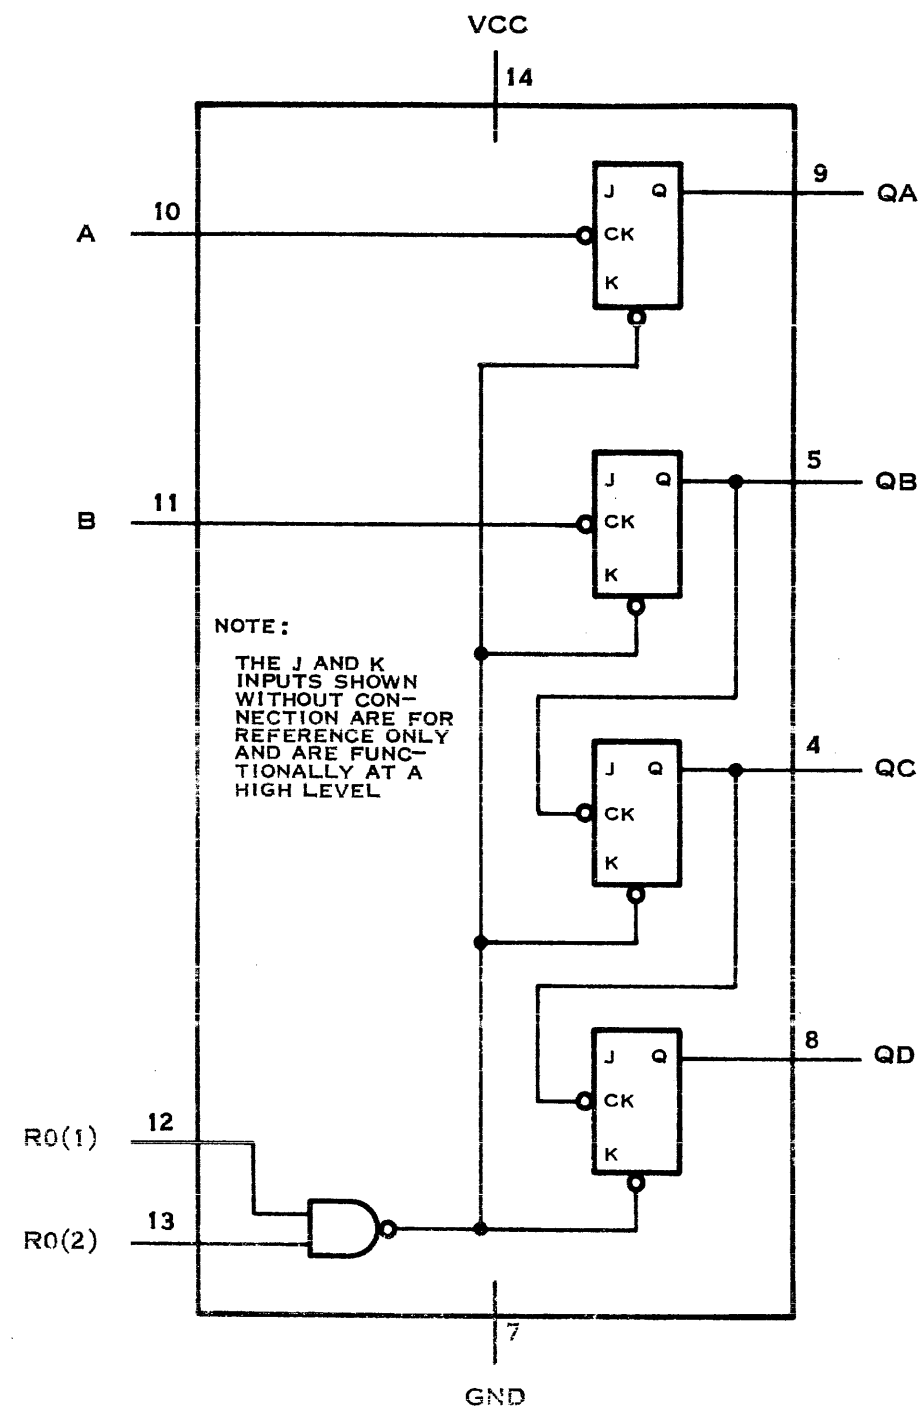 VCC
14
J Q
9
QA
10
A
CK
K
J Q
5
QB
11
B
CK
K
NOTE:
THE J AND K
INPUTS SHOWN
WITHOUT CON-
NECTION ARE FOR
REFERENCE ONLY
AND ARE FUNC-
TIONALLY AT A
HIGH LEVEL
J Q
4
QC
CK
K
J Q
8
QD
CK
K
12
R0(1)
13
R0(2)
7
GND